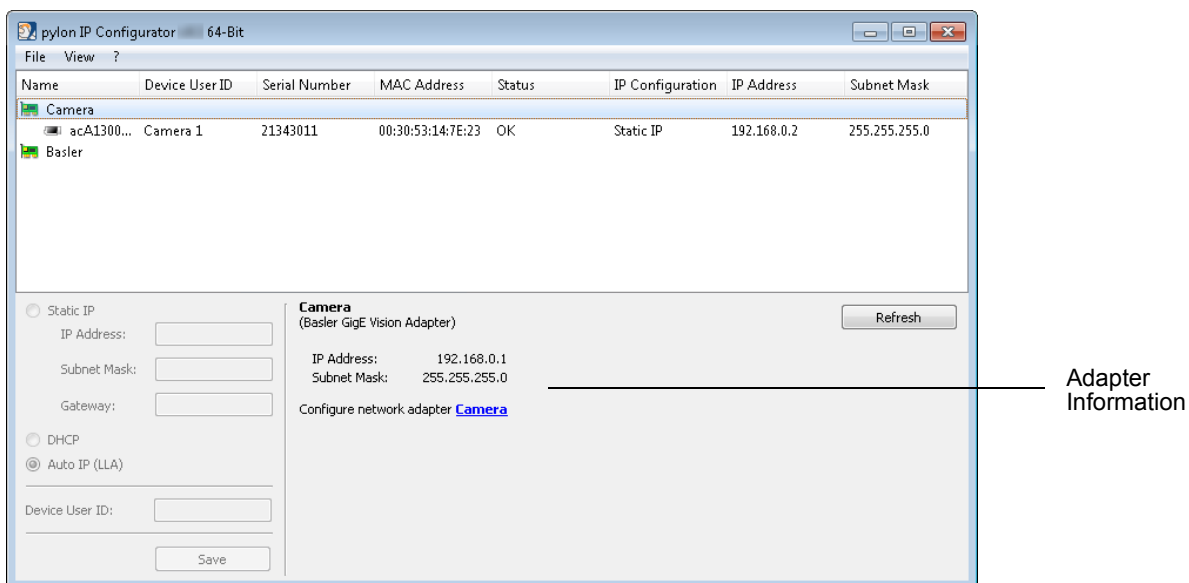 pylon IP Configurator 64-Bit
File View ?
Name Device User ID Serial Number MAC Address Status IP Configuration IP Address Subnet Mask
Camera
acA1300... Camera 1 21343011 00:30:53:14:7E:23 OK Static IP 192.168.0.2 255.255.255.0
Basler
Static IP
IP Address:
Subnet Mask:
Gateway:
DHCP
Auto IP (LLA)
Device User ID:
Save
Camera
(Basler GigE Vision Adapter)
IP Address: 192.168.0.1
Subnet Mask: 255.255.255.0
Configure network adapter Camera
Refresh
Adapter
Information